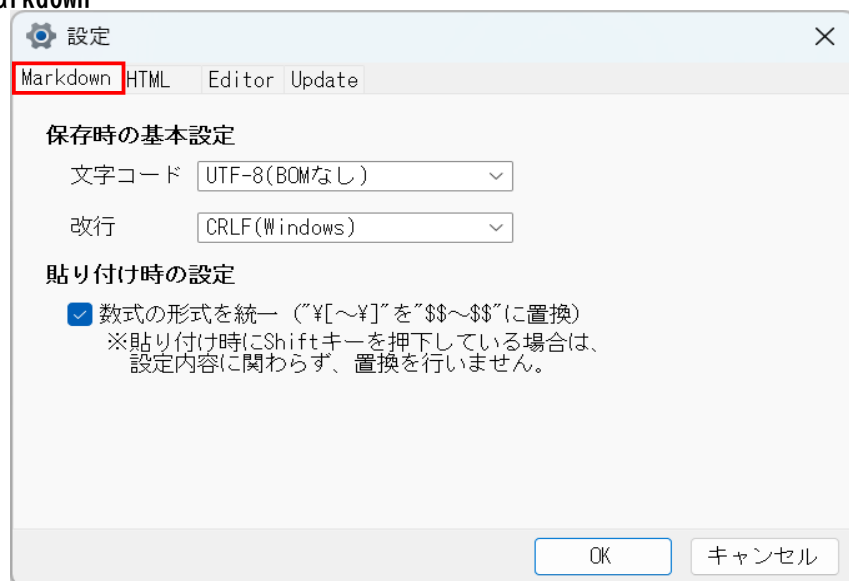 設定
Markdown HTML Editor Update
保存時の基本設定
文字コード UTF-8(BOMなし)
改行 CRLF(Windows)
貼り付け時の設定
数式の形式を統一 ("¥[～¥]"を"$$～$$"に置換)
※貼り付け時にShiftキーを押下している場合は、
設定内容に関わらず、置換を行いません。
OK キャンセル